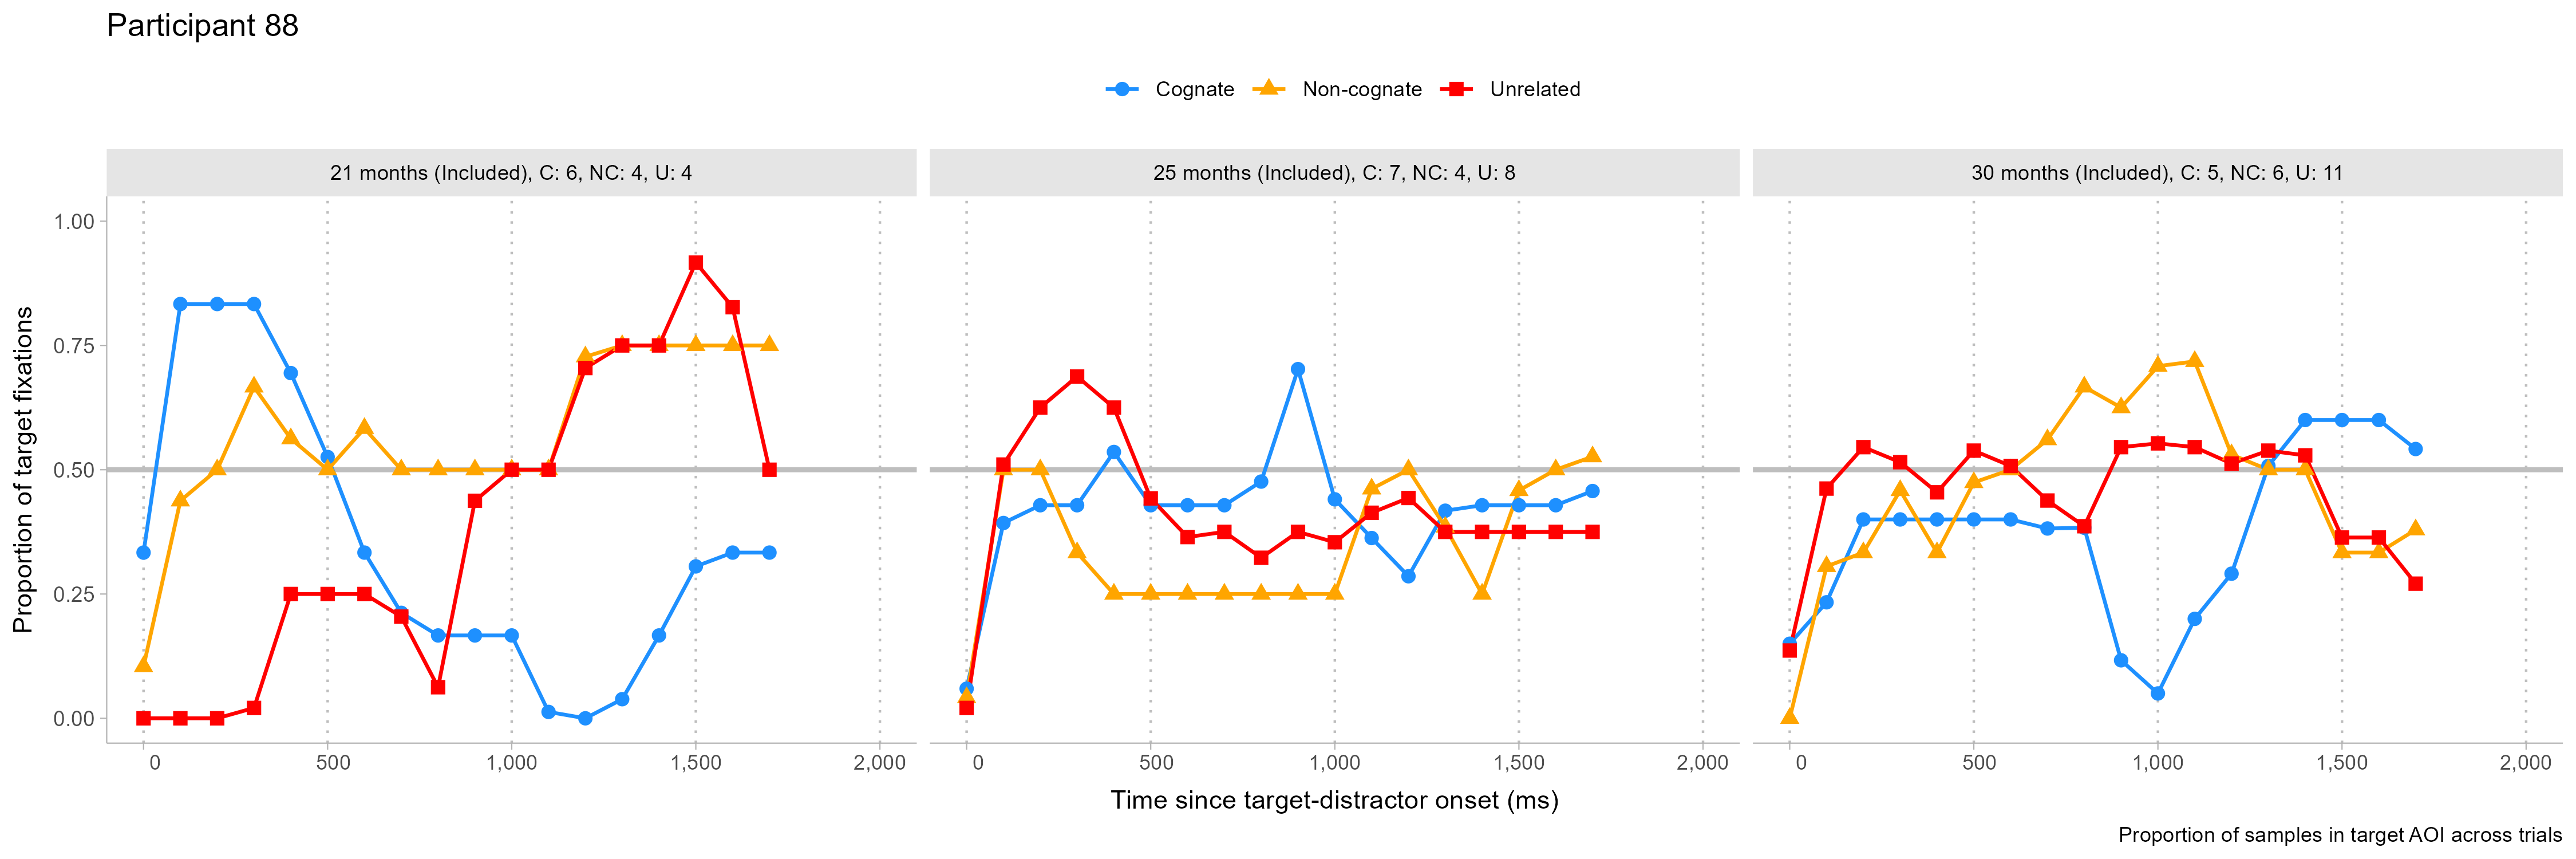 Participant 88
Cognate Non-cognate Unrelated
21 months (Included), C: 6, NC: 4, U: 4
25 months (Included), C: 7, NC: 4, U: 8
30 months (Included), C: 5, NC: 6, U: 11
Proportion of target fixations
1.00
0.75
0.50
0.25
0.00
0 500 1,000 1,500 2,000
0 500 1,000 1,500 2,000
0 500 1,000 1,500 2,000
Time since target-distractor onset (ms)
Proportion of samples in target AOI across trials